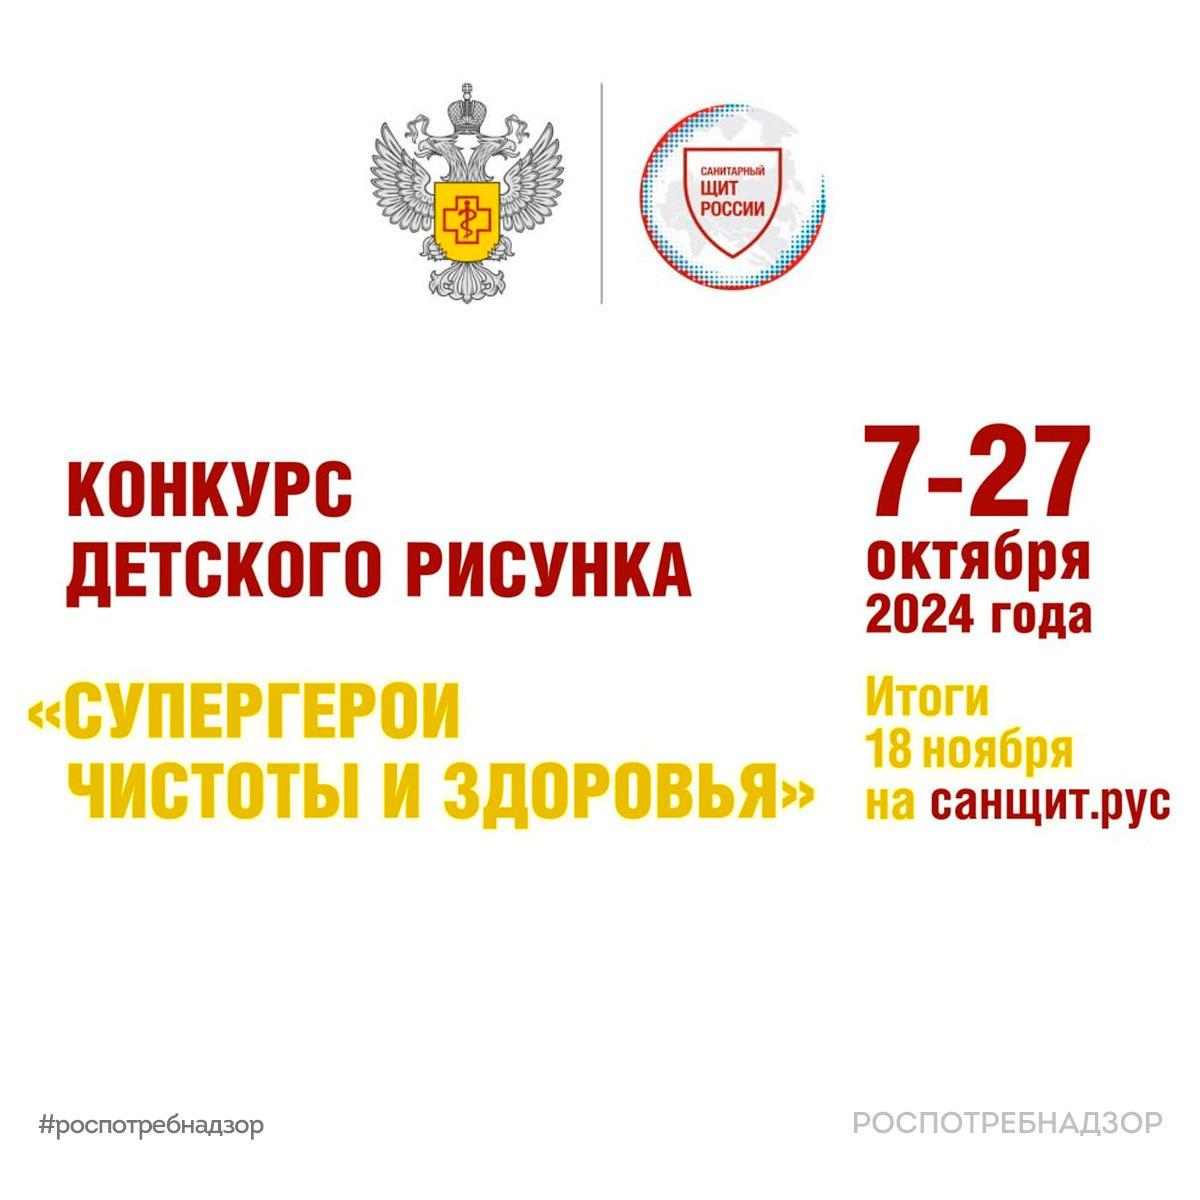 САНИТАРНЫЙ
ЩИТ
РОССИИ
КОНКУРС
ДЕТСКОГО РИСУНКА
«СУПЕРГЕРОИ
ЧИСТОТЫ И ЗДОРОВЬЯ»
7-27
октября
2024 года
Итоги
18 ноября
на санщит.рус
#роспотребнадзор
РОСПОТРЕБНАДЗОР